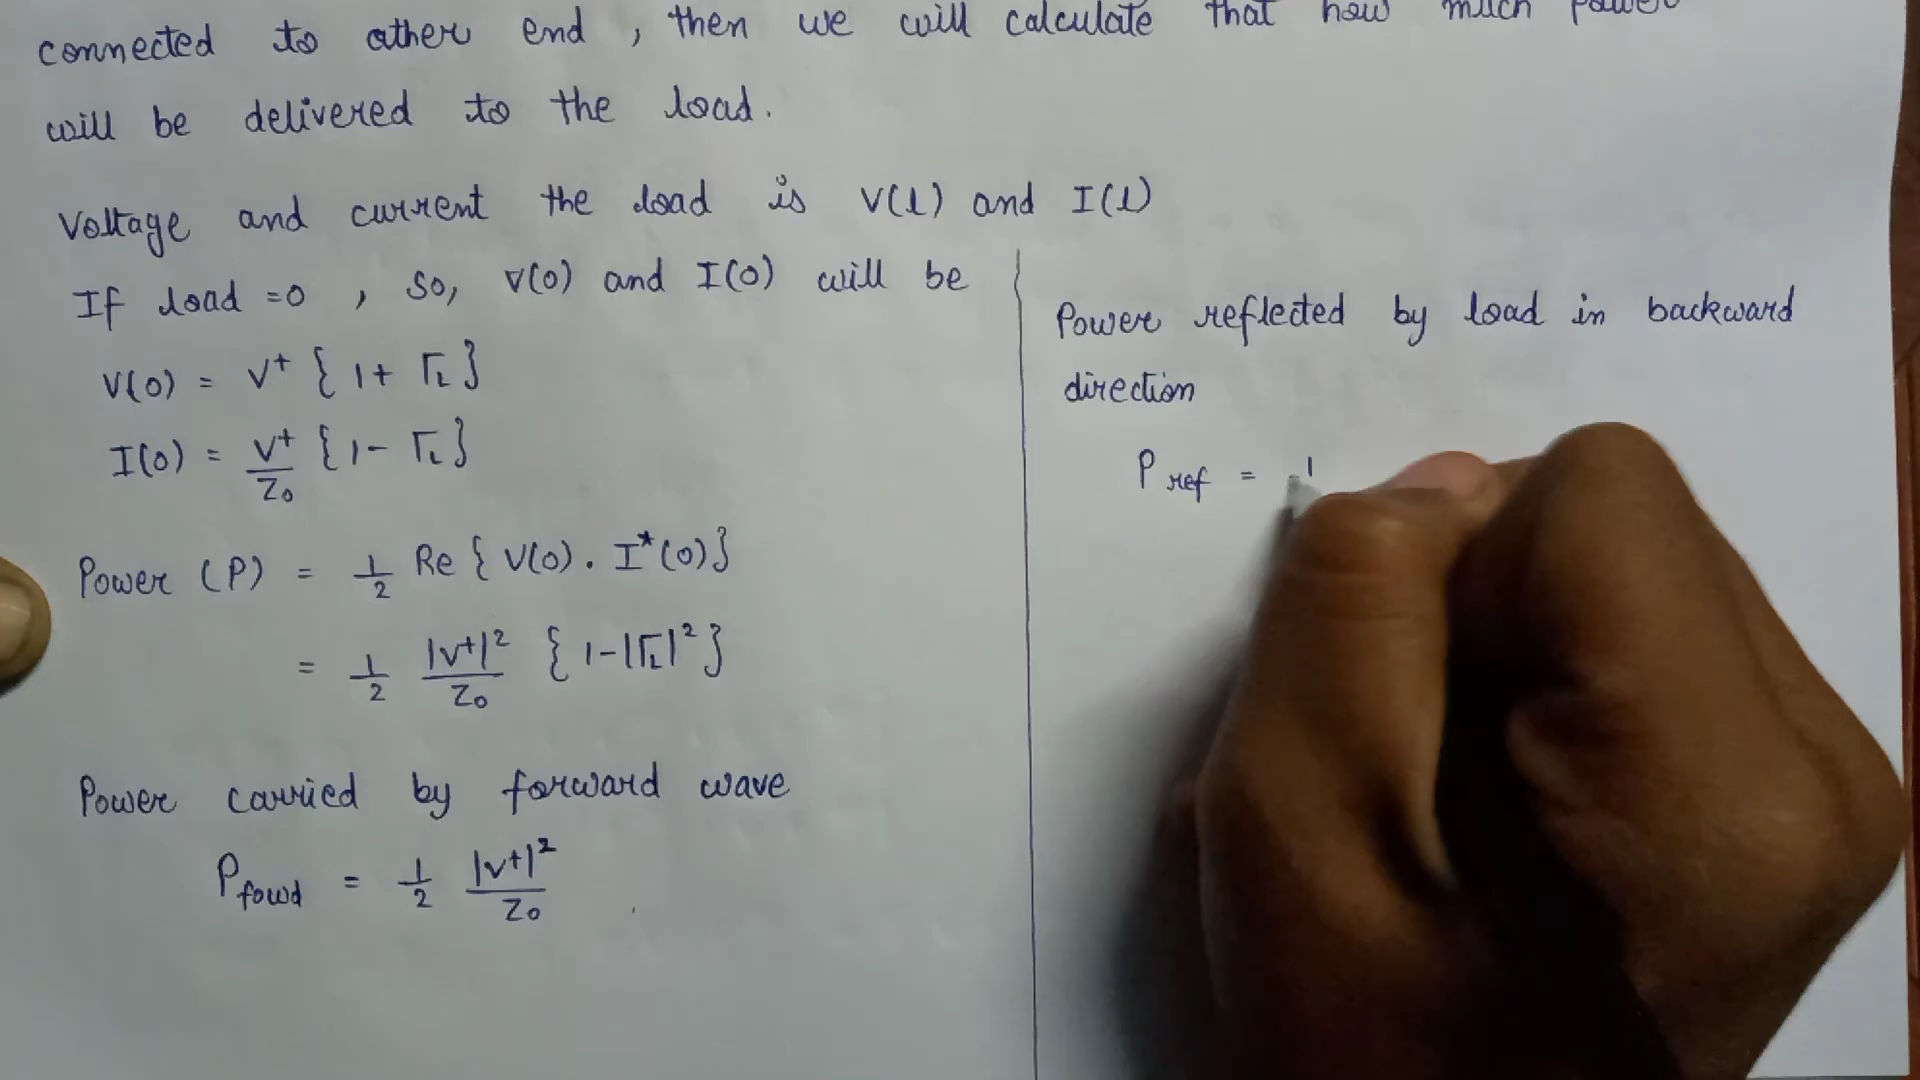 connected to other end, then we will calculate that how much power
will be delivered to the load.
Voltage and current the load is V(l) and I(l)
If load =0, so, V(0) and I(0) will be
V(0) = V⁺ { 1 + Γ_L }
I(0) = V⁺/Z₀ { 1 - Γ_L }
Power (P) = 1/2 Re { V(0) . I*(0) }
= 1/2 |V⁺|²/Z₀ { 1 - |Γ_L|² }
Power carried by forward wave
P_fowd = 1/2 |V⁺|²/Z₀
Power reflected by load in backward
direction
P_ref = 1